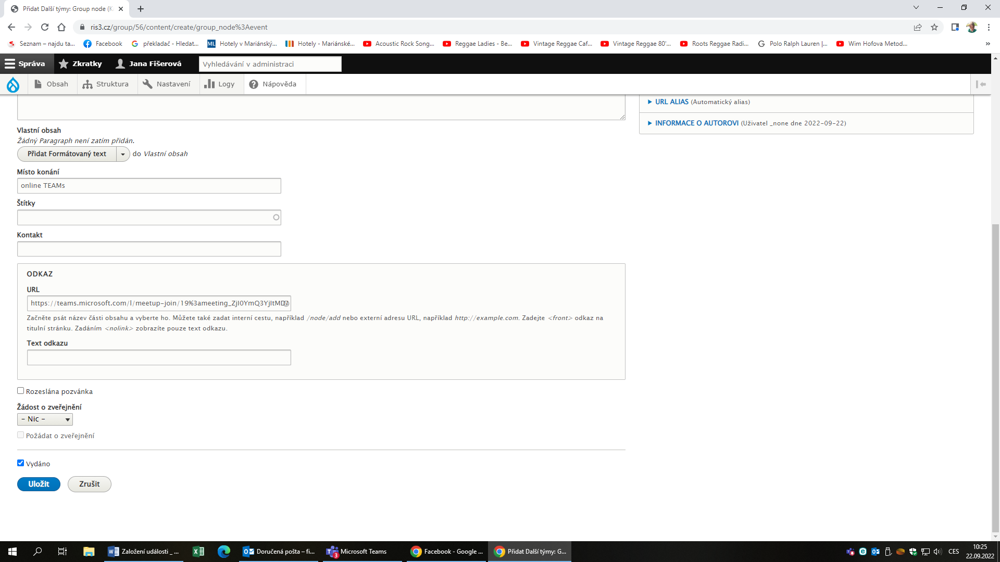 Přidat Další týmy: Group node (K
ris3.cz/group/56/content/create/group_node%3Aevent
Seznam – najdu ta...
Facebook
překladač - Hledat...
Hotely v Mariánský...
Hotely - Mariánské...
Acoustic Rock Song...
Reggae Ladies - Be...
Vintage Reggae Caf...
Vintage Reggae 80'...
Roots Reggae Radi...
Polo Ralph Lauren |...
Wim Hofova Metod...
»
Správa
Zkratky
Jana Fišerová
Vyhledávání v administraci
Obsah
Struktura
Nastavení
Logy
Nápověda
URL ALIAS (Automatický alias)
INFORMACE O AUTOROVI (Uživatel _none dne 2022-09-22)
Vlastní obsah
Žádný Paragraph není zatím přidán.
Přidat Formátovaný text
do Vlastní obsah
Místo konání
online TEAMs
Štítky
Kontakt
ODKAZ
URL
https://teams.microsoft.com/l/meetup-join/19%3ameeting_ZjI0YmQ3YjItMDA
Začněte psát název části obsahu a vyberte ho. Můžete také zadat interní cestu, například /node/add nebo externí adresu URL, například http://example.com. Zadejte <front> odkaz na
titulní stránku. Zadáním <nolink> zobrazíte pouze text odkazu.
Text odkazu
Rozeslána pozvánka
Žádost o zveřejnění
- Nic -
Požádat o zveřejnění
Vydáno
Uložit
Zrušit
Založení události _ ...
Doručená pošta – fi...
3
Microsoft Teams
Facebook - Google ...
Přidat Další týmy: G...
CES
10:25
22.09.2022